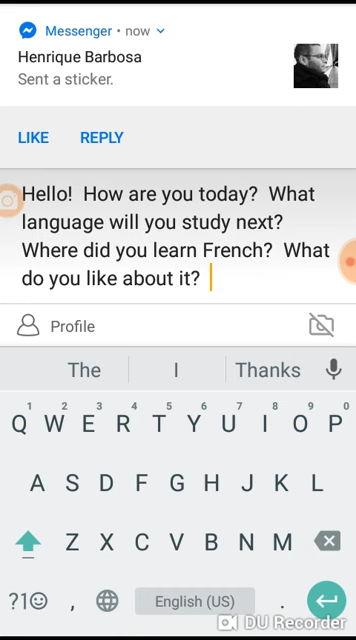 Messenger • now
Henrique Barbosa
Sent a sticker.
LIKE REPLY
Hello!  How are you today?  What
language will you study next?
Where did you learn French?  What
do you like about it?
Profile
The I Thanks
1 2 3 4 5 6 7 8 9 0
Q W E R T Y U I O P
A S D F G H J K L
Z X C V B N M
?1☺ , English (US) .
DU Recorder